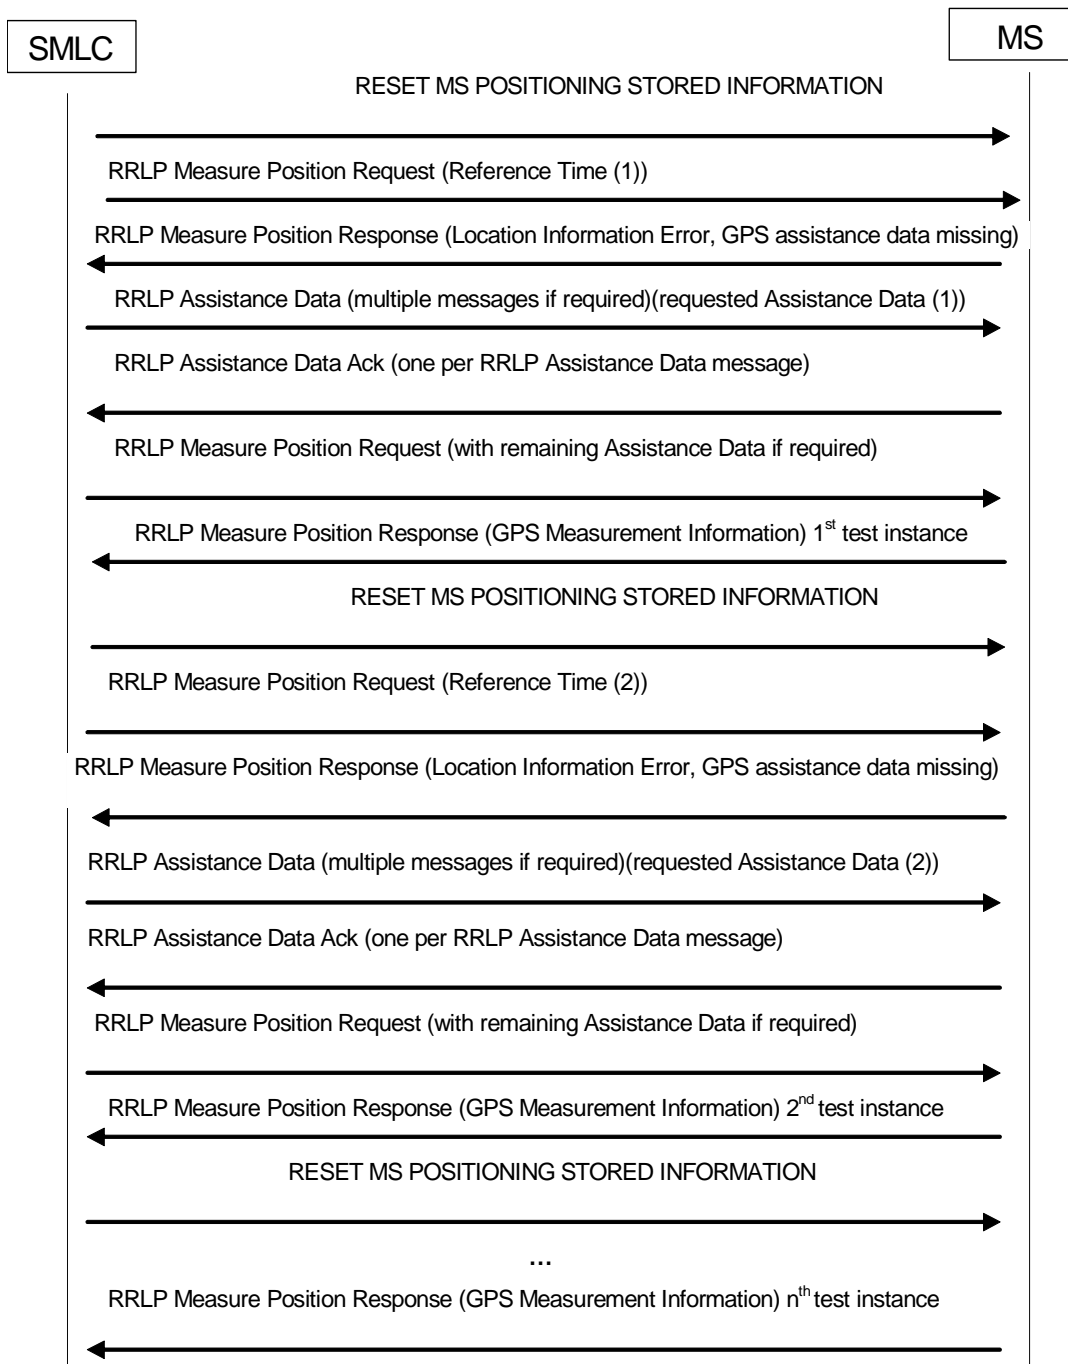 SMLC
MS
RESET MS POSITIONING STORED INFORMATION
RRLP Measure Position Request (Reference Time (1))
RRLP Measure Position Response (Location Information Error, GPS assistance data missing)
RRLP Assistance Data (multiple messages if required)(requested Assistance Data (1))
RRLP Assistance Data Ack (one per RRLP Assistance Data message)
RRLP Measure Position Request (with remaining Assistance Data if required)
RRLP Measure Position Response (GPS Measurement Information) 1st test instance
RESET MS POSITIONING STORED INFORMATION
RRLP Measure Position Request (Reference Time (2))
RRLP Measure Position Response (Location Information Error, GPS assistance data missing)
RRLP Assistance Data (multiple messages if required)(requested Assistance Data (2))
RRLP Assistance Data Ack (one per RRLP Assistance Data message)
RRLP Measure Position Request (with remaining Assistance Data if required)
RRLP Measure Position Response (GPS Measurement Information) 2nd test instance
RESET MS POSITIONING STORED INFORMATION
...
RRLP Measure Position Response (GPS Measurement Information) nth test instance